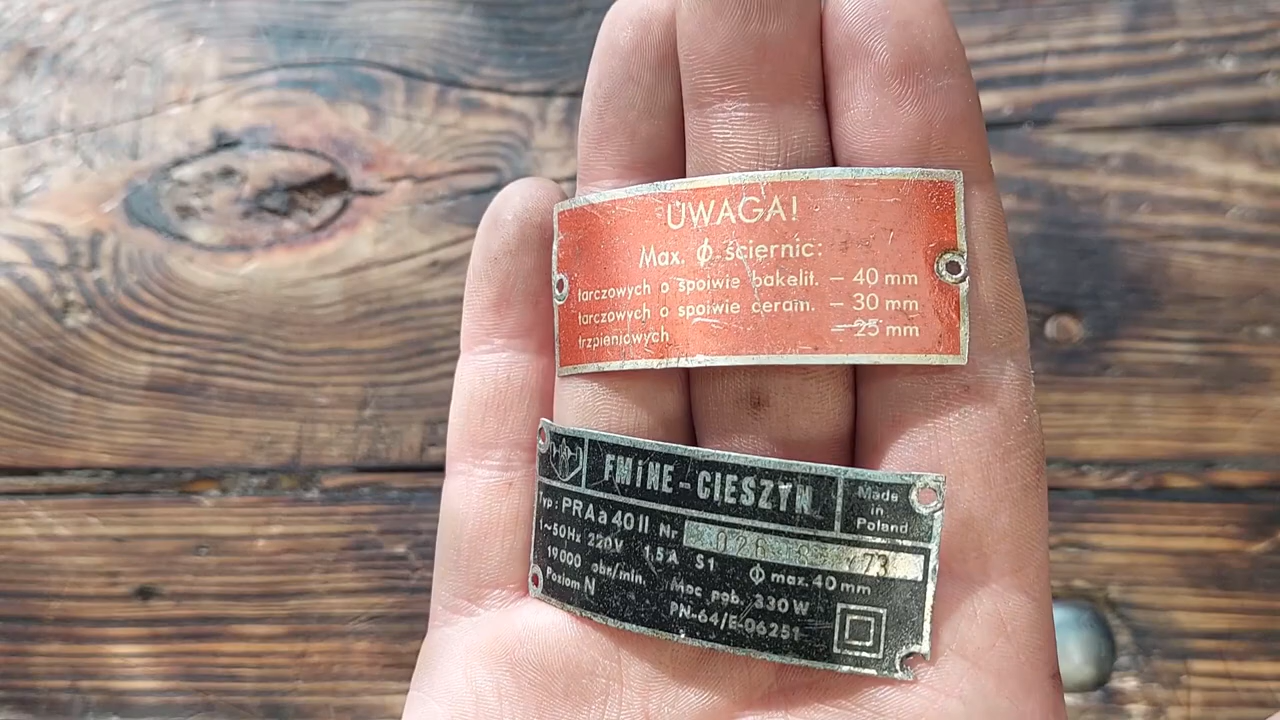 UWAGA!
Max. ϕ ściernic:
tarczowych o spoiwie bakelit. – 40 mm
tarczowych o spoiwie ceram. – 30 mm
trzpieniowych – 25 mm
FMiNE-CIESZYN
Made
in
Poland
Typ: PRAa 40 II Nr 73
1~50Hz 220V 1,5 A S1 ϕ max. 40 mm
19000 obr/min. Moc pob. 330 W
Poziom N PN-64/E-06251